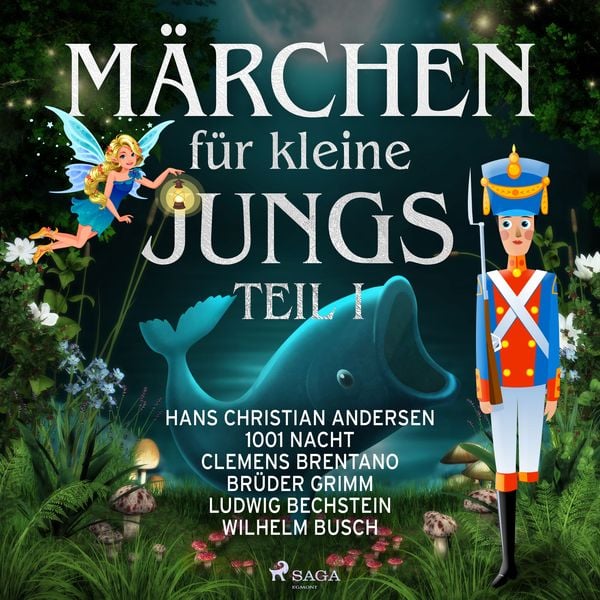 MÄRCHEN
für kleine
JUNGS
TEIL I
HANS CHRISTIAN ANDERSEN
1001 NACHT
CLEMENS BRENTANO
BRÜDER GRIMM
LUDWIG BECHSTEIN
WILHELM BUSCH
SAGA
EGMONT